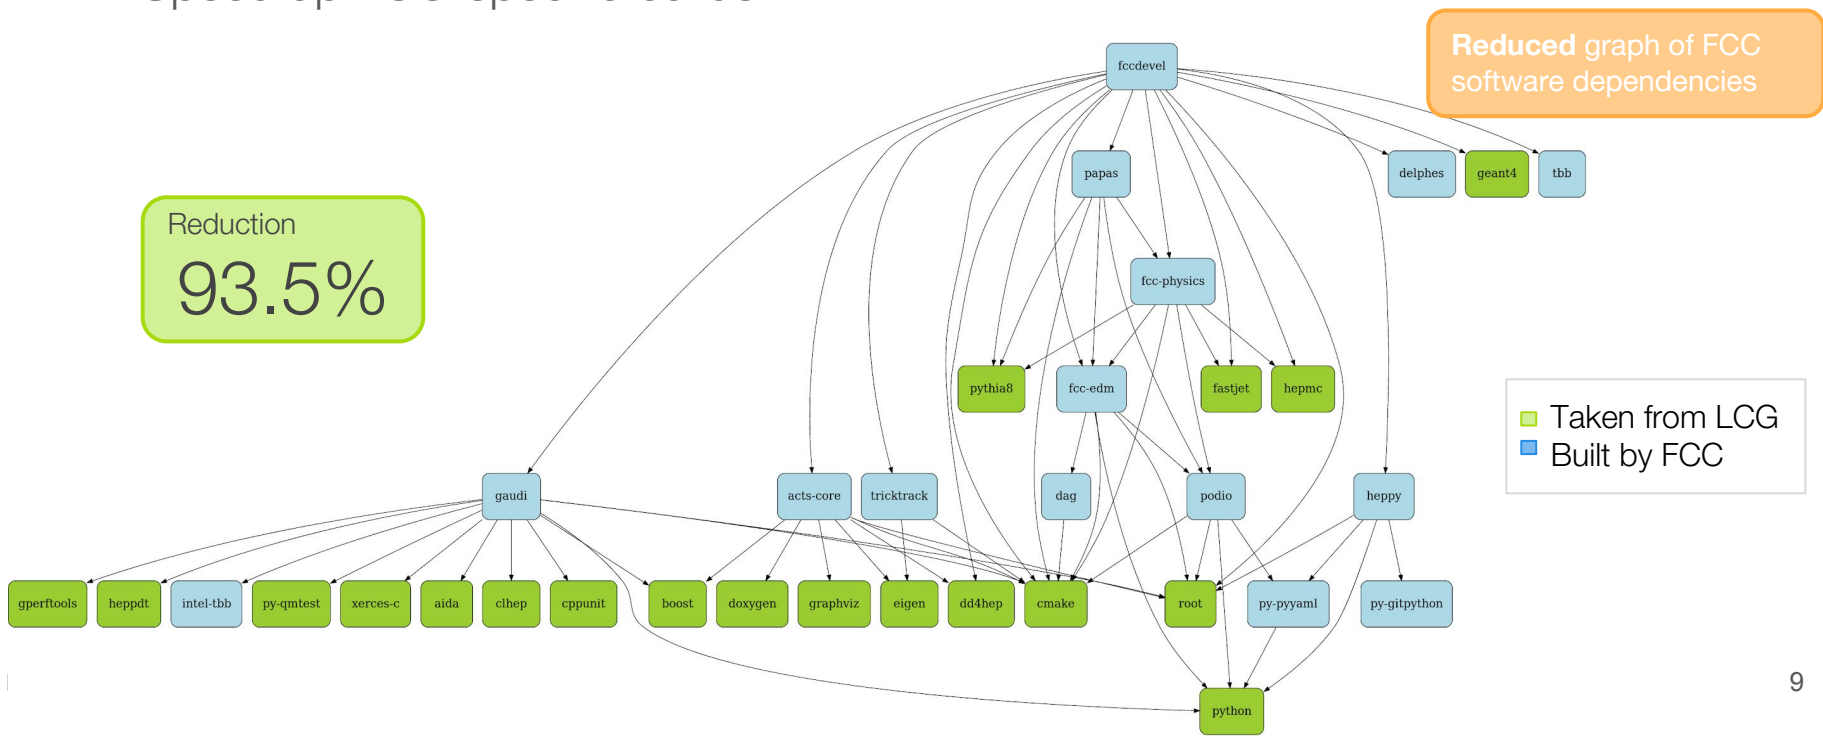 Reduced graph of FCC
software dependencies
fccdevel
papas
delphes
geant4
tbb
Reduction
93.5%
fcc-physics
pythia8
fcc-edm
fastjet
hepmc
Taken from LCG
Built by FCC
gaudi
acts-core
tricktrack
dag
podio
heppy
gperftools
heppdt
intel-tbb
py-qmtest
xerces-c
aida
clhep
cppunit
boost
doxygen
graphviz
eigen
dd4hep
cmake
root
py-pyyaml
py-gitpython
python
9